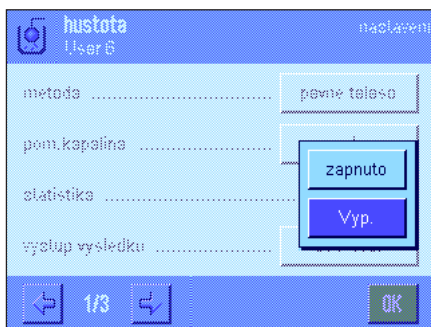 hustota
nastavení
User 6
metoda
pevné těleso
pom.kapalina
zapnuto
statistika
Vyp.
výstup výsledku
1/3
OK